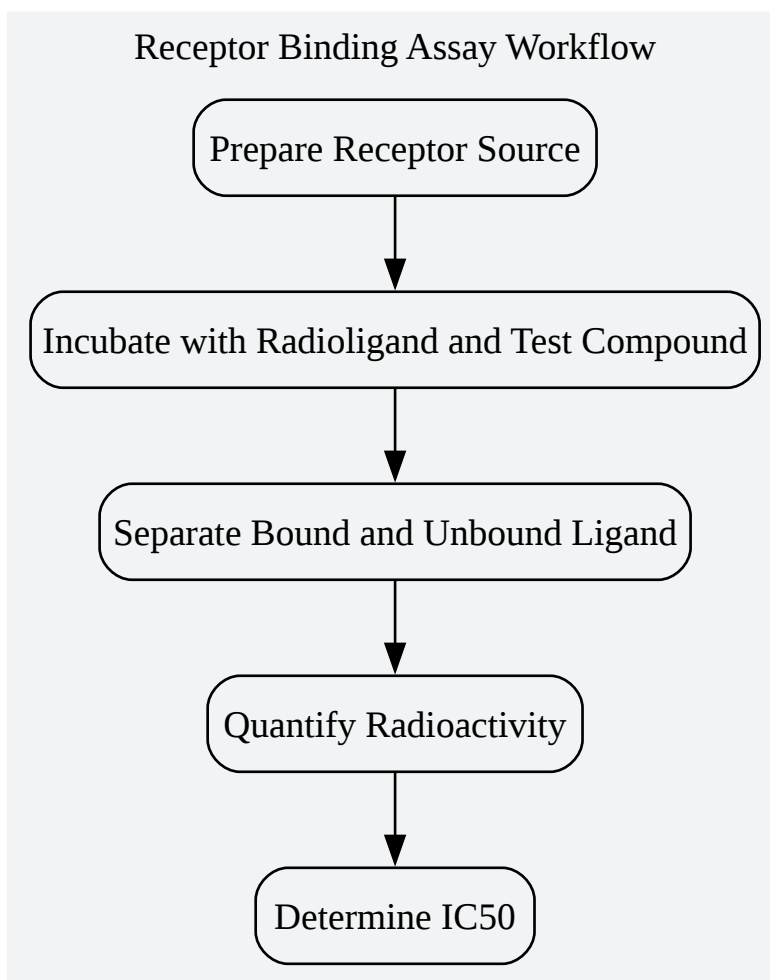 Receptor Binding Assay Workflow
Prepare Receptor Source
Incubate with Radioligand and Test Compound
Separate Bound and Unbound Ligand
Quantify Radioactivity
Determine IC50